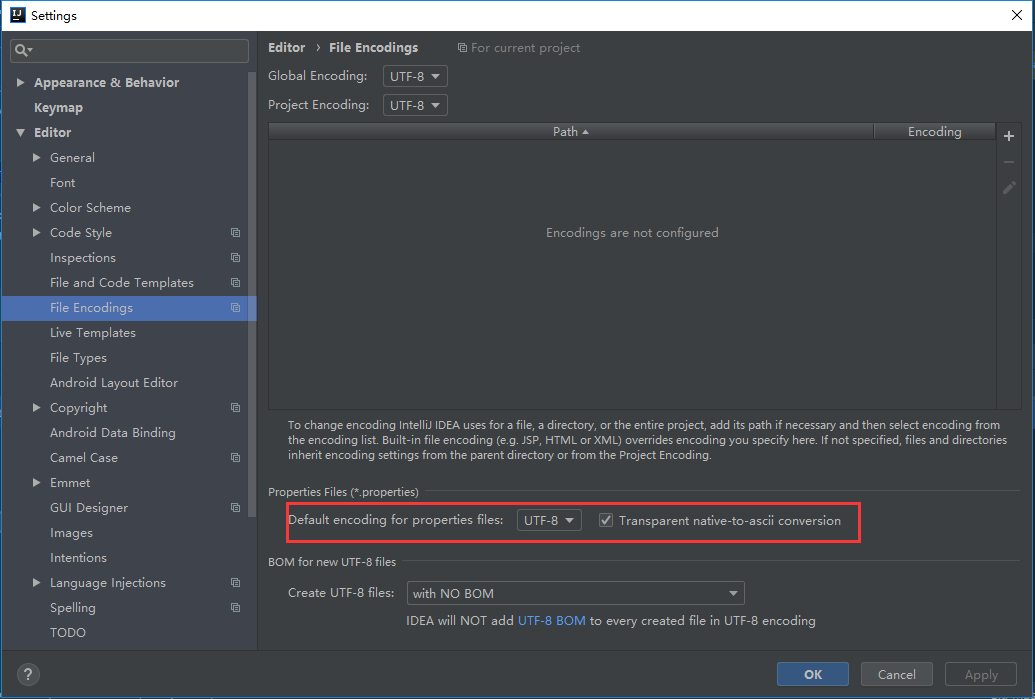 Settings
Appearance & Behavior
Keymap
Editor
General
Font
Color Scheme
Code Style
Inspections
File and Code Templates
File Encodings
Live Templates
File Types
Android Layout Editor
Copyright
Android Data Binding
Camel Case
Emmet
GUI Designer
Images
Intentions
Language Injections
Spelling
TODO
Editor › File Encodings For current project
Global Encoding: UTF-8
Project Encoding: UTF-8
Path Encoding
Encodings are not configured
To change encoding IntelliJ IDEA uses for a file, a directory, or the entire project, add its path if necessary and then select encoding from
the encoding list. Built-in file encoding (e.g. JSP, HTML or XML) overrides encoding you specify here. If not specified, files and directories
inherit encoding settings from the parent directory or from the Project Encoding.
Properties Files (*.properties)
Default encoding for properties files: UTF-8 Transparent native-to-ascii conversion
BOM for new UTF-8 files
Create UTF-8 files: with NO BOM
IDEA will NOT add UTF-8 BOM to every created file in UTF-8 encoding
? OK Cancel Apply